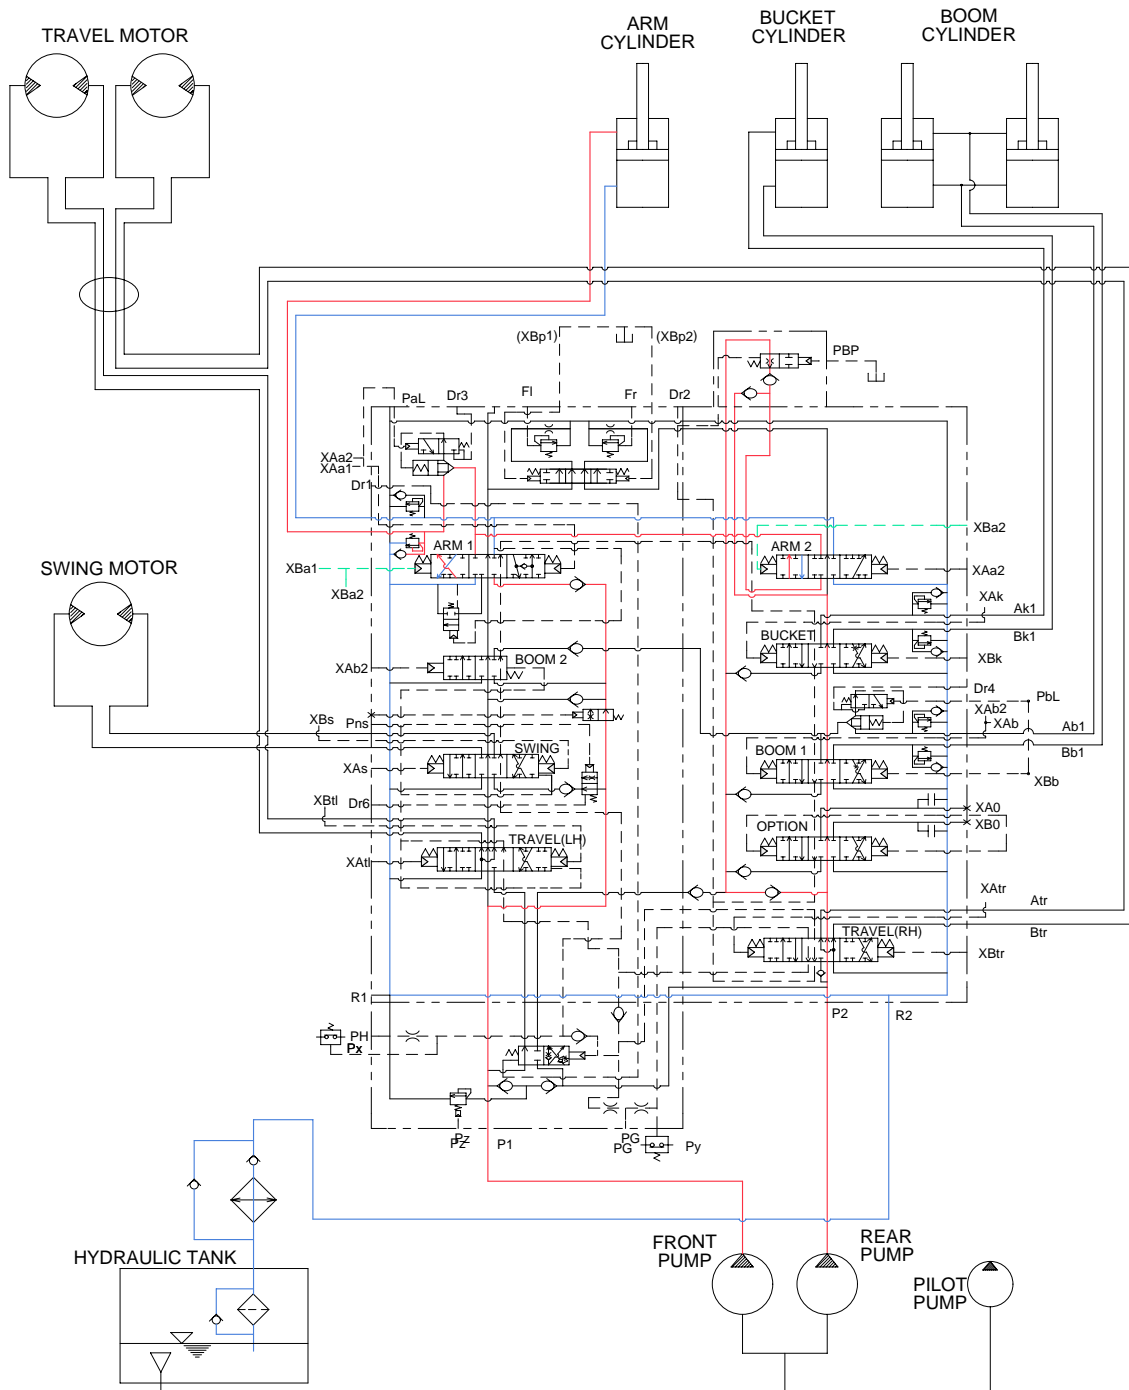 TRAVEL MOTOR
ARM
CYLINDER
BUCKET
CYLINDER
BOOM
CYLINDER
(XBp1)
(XBp2)
PBP
PaL
Dr3
Fl
Fr
Dr2
XAa2
XAa1
Dr1
XBa2
ARM 1
ARM 2
XBa1
XBa2
XAa2
SWING MOTOR
XAk
Ak1
BUCKET
Bk1
XAb2
BOOM 2
XBk
Dr4
PbL
XAb2
XBs
Pns
XAb
Ab1
SWING
BOOM 1
Bb1
XAs
XBb
XBtl
Dr6
XA0
OPTION
XB0
TRAVEL(LH)
XAtl
XAtr
Atr
TRAVEL(RH)
Btr
XBtr
R1
P2
R2
PH
Px
Pz
PZ
P1
PG
PG
Py
HYDRAULIC TANK
FRONT
PUMP
REAR
PUMP
PILOT
PUMP